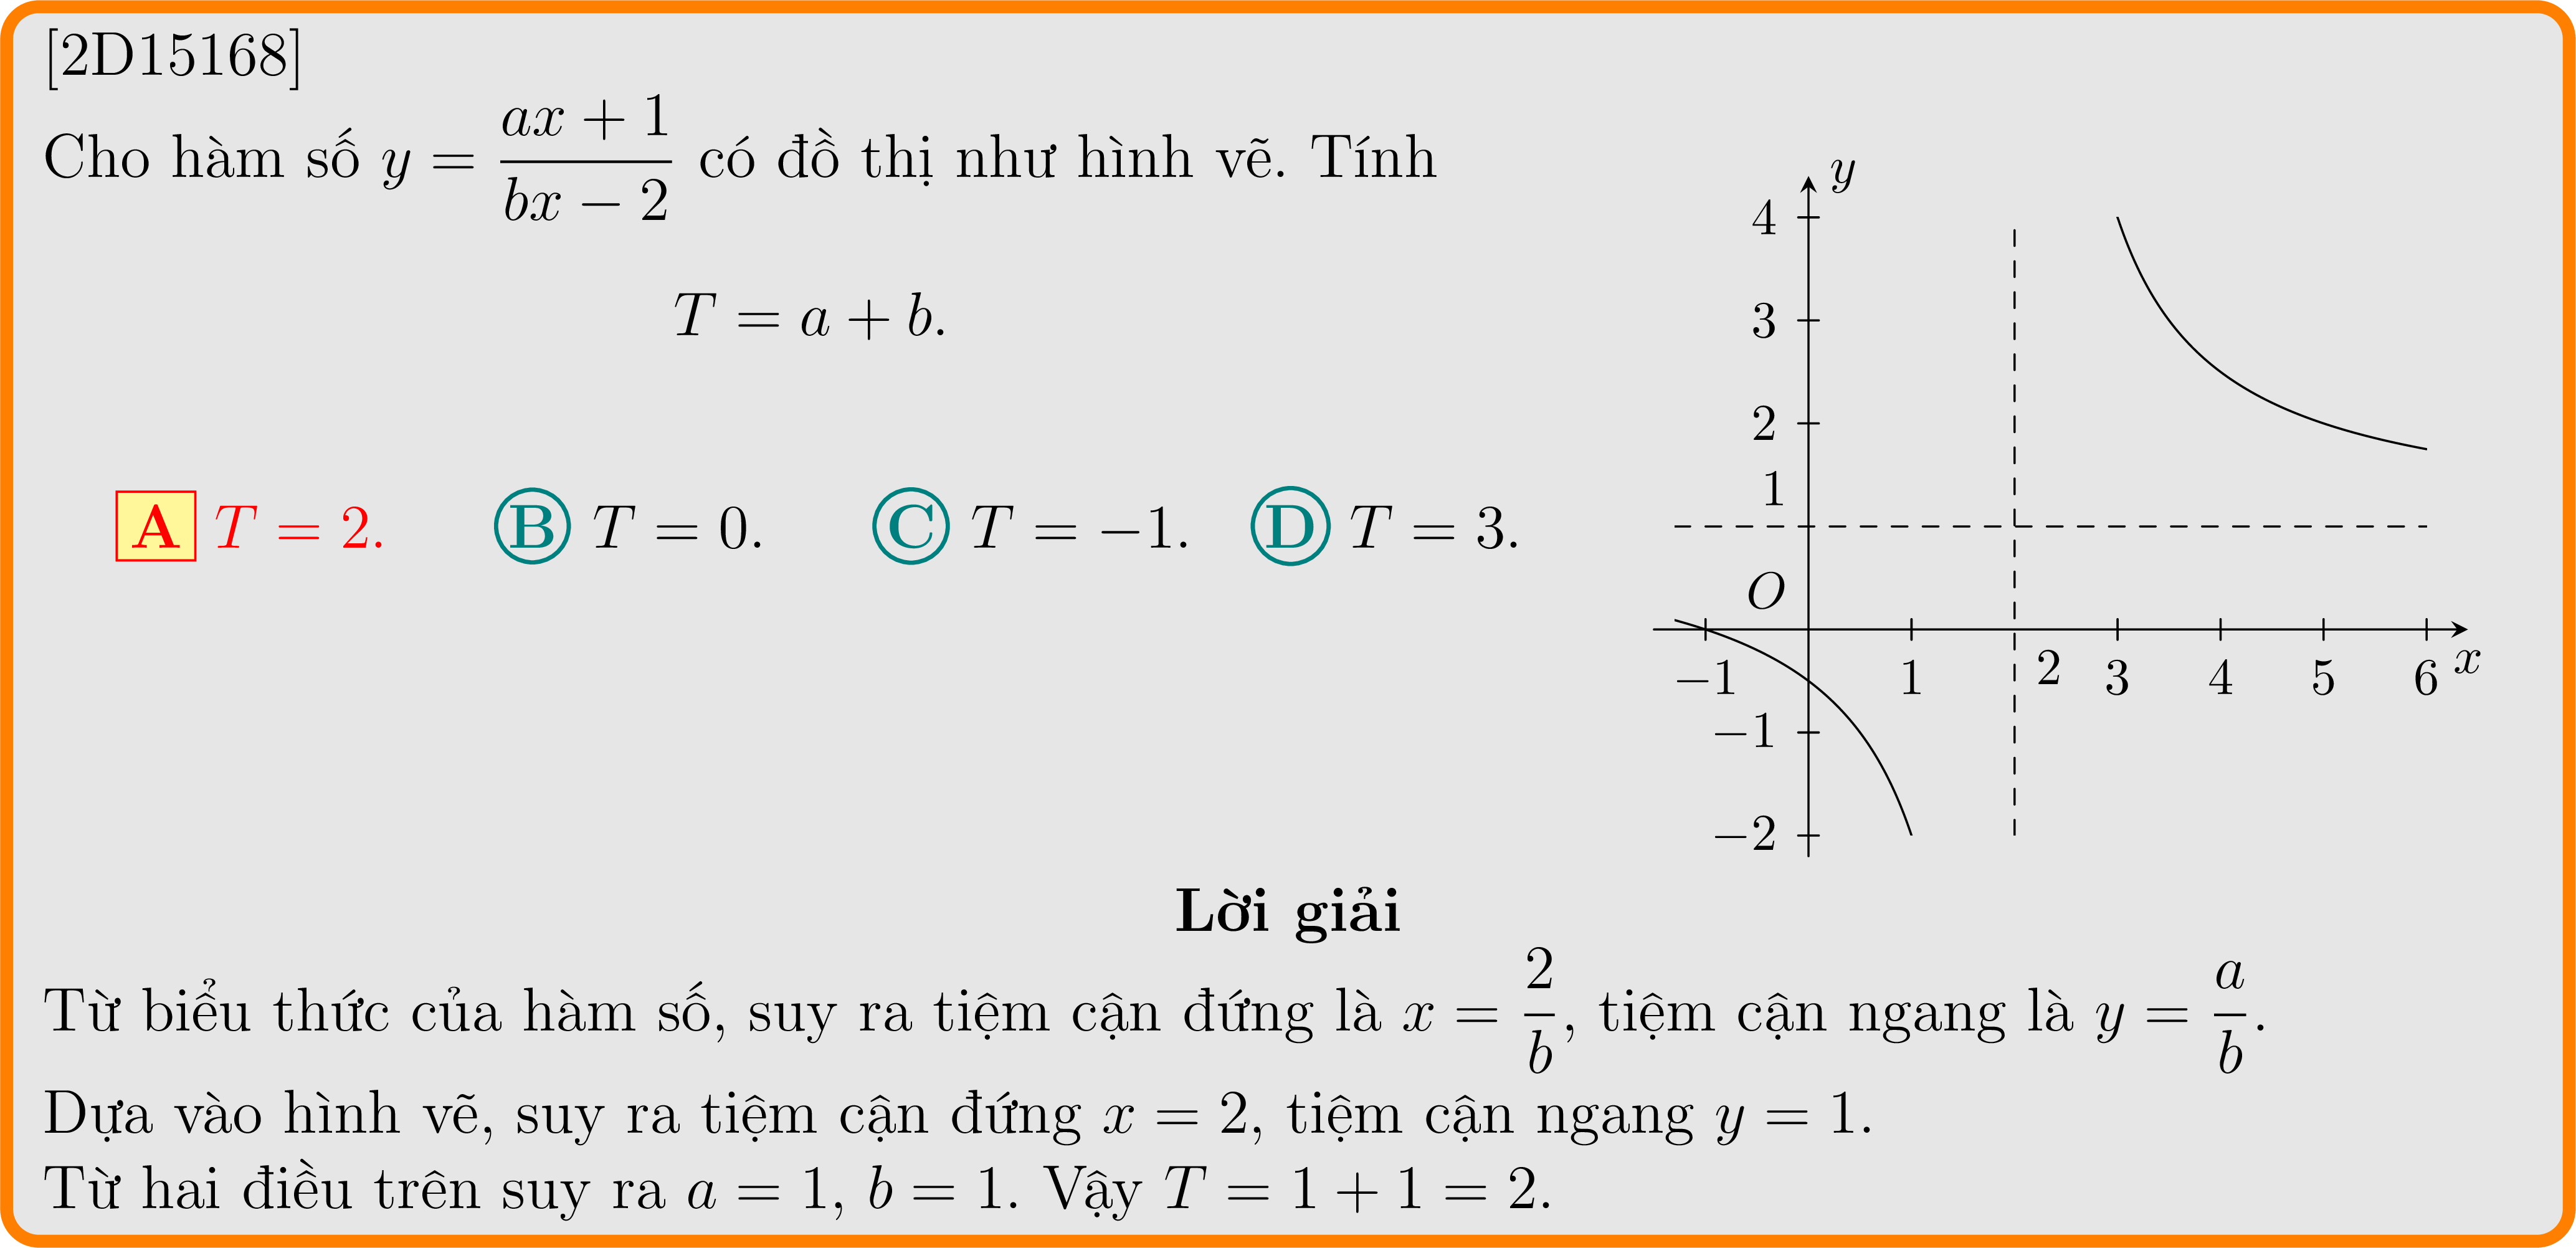 [2D15168]
Cho hàm số y = \frac{ax + 1}{bx − 2} có đồ thị như hình vẽ. Tính
T = a + b.
A T = 2. B T = 0. C T = −1. D T = 3.
y
4
3
2
1
O
−1 1 2 3 4 5 6 x
−1
−2
Lời giải
Từ biểu thức của hàm số, suy ra tiệm cận đứng là x = \frac{2}{b}, tiệm cận ngang là y = \frac{a}{b}.
Dựa vào hình vẽ, suy ra tiệm cận đứng x = 2, tiệm cận ngang y = 1.
Từ hai điều trên suy ra a = 1, b = 1. Vậy T = 1 + 1 = 2.